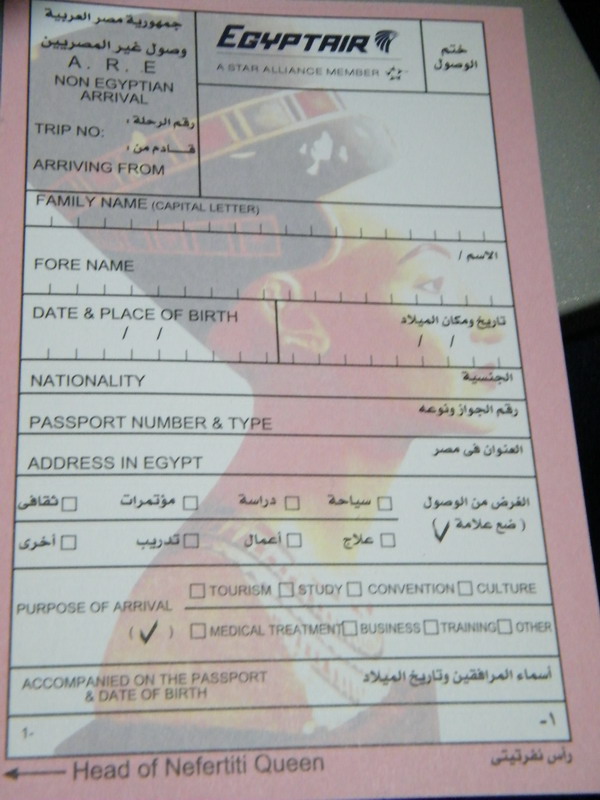 جمهورية مصر العربية
وصول غير المصريين
A. R. E
NON EGYPTIAN
ARRIVAL
EGYPTAIR
A STAR ALLIANCE MEMBER
ختم
الوصول
رقم الرحلة :
TRIP NO:
قادم من :
ARRIVING FROM
FAMILY NAME (CAPITAL LETTER)
الاسم /
FORE NAME
DATE & PLACE OF BIRTH تاريخ ومكان الميلاد
/ / / /
NATIONALITY الجنسية
PASSPORT NUMBER & TYPE رقم الجواز ونوعه
ADDRESS IN EGYPT العنوان فى مصر
الغرض من الوصول سياحة دراسة مؤتمرات ثقافى
( ضع علامة ✓ ) علاج أعمال تدريب أخرى
TOURISM STUDY CONVENTION CULTURE
PURPOSE OF ARRIVAL
( ✓ ) MEDICAL TREATMENT BUSINESS TRAINING OTHER
ACCOMPANIED ON THE PASSPORT أسماء المرافقين وتاريخ الميلاد
& DATE OF BIRTH
1- ١-
Head of Nefertiti Queen رأس نفرتيتى